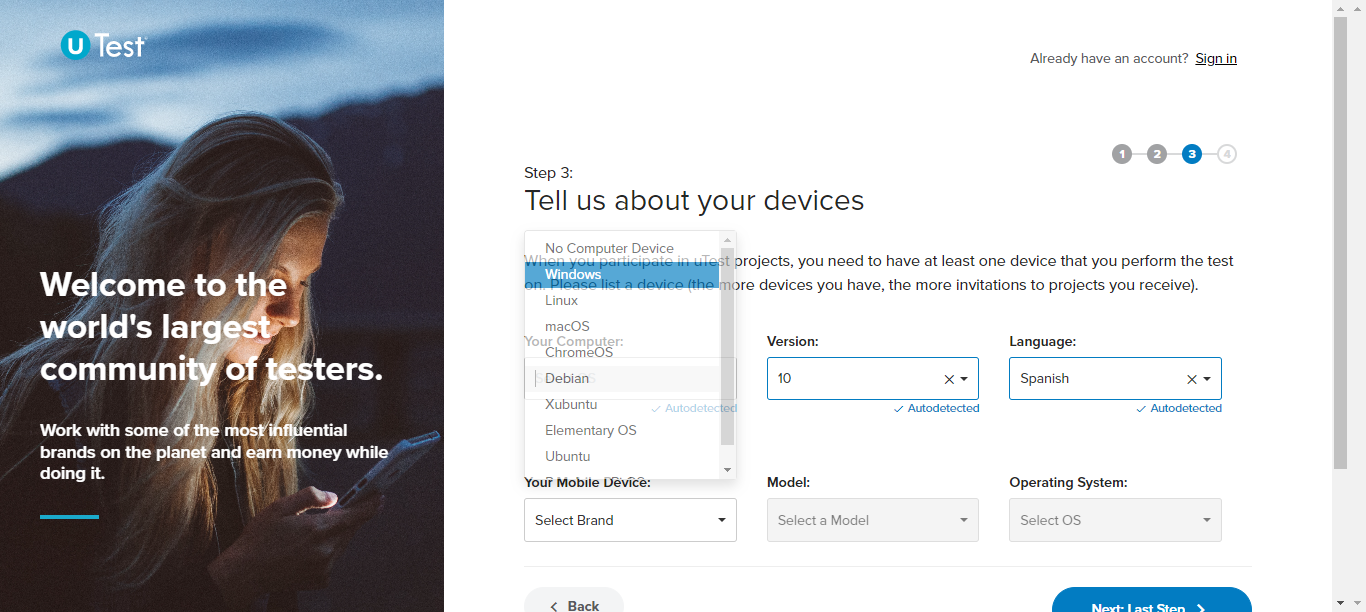 uTest
Already have an account? Sign in
1 2 3 4
Step 3:
Tell us about your devices
No Computer Device
When you participate in uTest projects, you need to have at least one device that you perform the test
Windows
on. Please list a device (the more devices you have, the more invitations to projects you receive).
Linux
macOS
Your Computer:
Version:
Language:
ChromeOS
Debian
10
Spanish
Xubuntu
Autodetected
Autodetected
Autodetected
Elementary OS
Ubuntu
Your Mobile Device:
Model:
Operating System:
Select Brand
Select a Model
Select OS
Back
Next: Last Step
Welcome to the
world's largest
community of testers.
Work with some of the most influential
brands on the planet and earn money while
doing it.